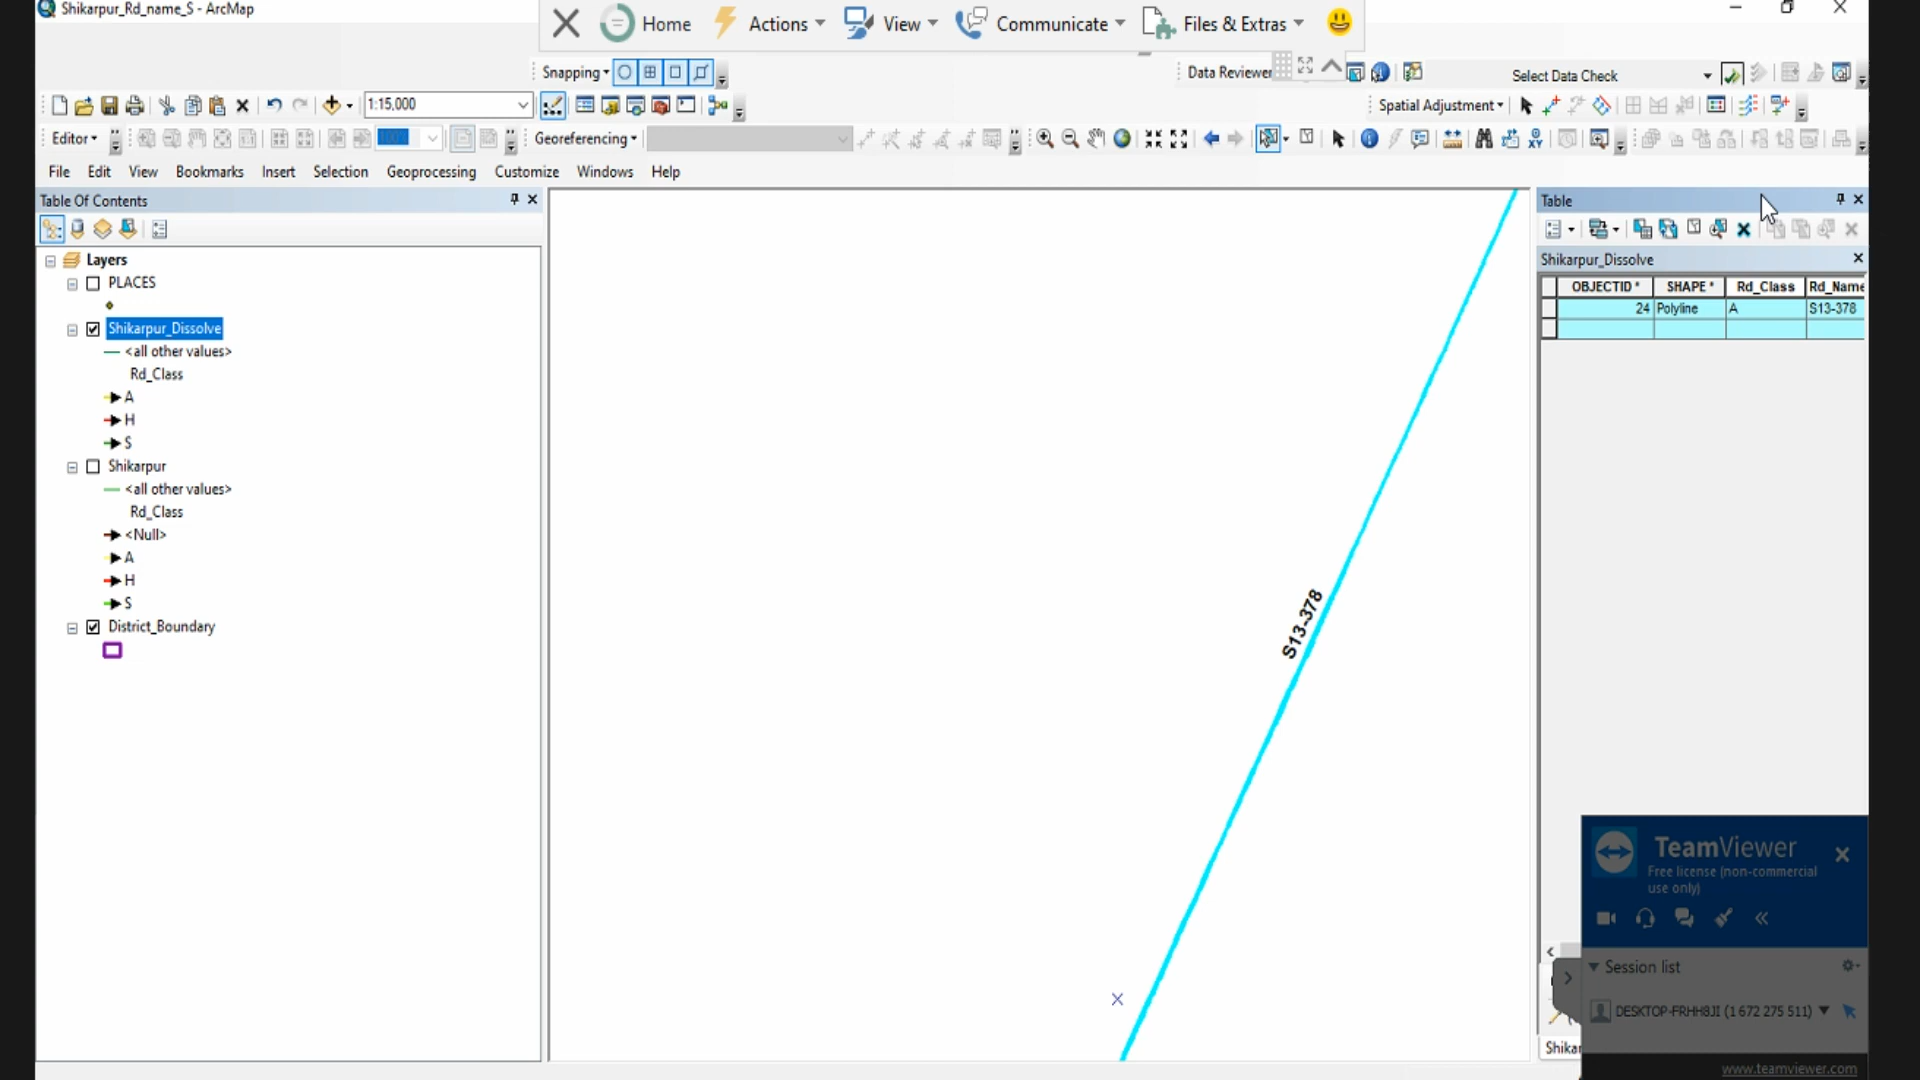 Shikarpur_Rd_name_S - ArcMap
Home
Actions
View
Communicate
Files & Extras
Snapping
Data Reviewer
Select Data Check
1:15,000
Spatial Adjustment
Editor
Georeferencing
File
Edit
View
Bookmarks
Insert
Selection
Geoprocessing
Customize
Windows
Help
Table Of Contents
Layers
PLACES
Shikarpur_Dissolve
<all other values>
Rd_Class
A
H
S
Shikarpur
<all other values>
Rd_Class
<Null>
A
H
S
District_Boundary
S13-378
Table
Shikarpur_Dissolve
OBJECTID * SHAPE * Rd_Class Rd_Name
24 Polyline A S13-378
TeamViewer
Free license (non-commercial
use only)
Session list
DESKTOP-FRHH8JI (1 672 275 511)
Shikar
www.teamviewer.com